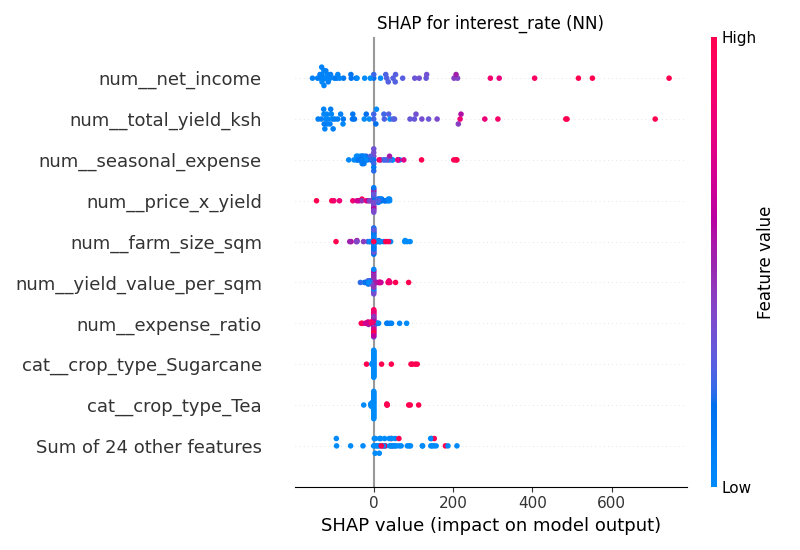 SHAP for interest_rate (NN)
High
num__net_income
num__total_yield_ksh
num__seasonal_expense
num__price_x_yield
num__farm_size_sqm
num__yield_value_per_sqm
num__expense_ratio
cat__crop_type_Sugarcane
cat__crop_type_Tea
Sum of 24 other features
Feature value
Low
0 200 400 600
SHAP value (impact on model output)